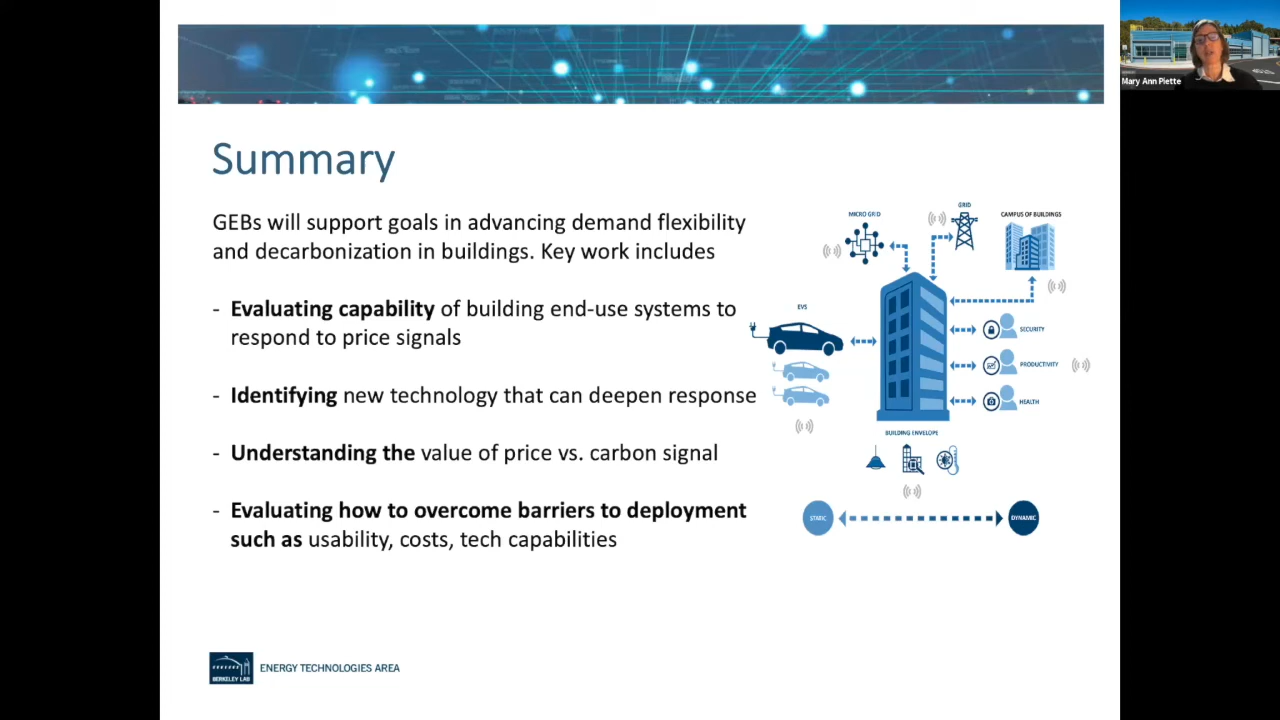 Mary Ann Piette
Summary
GEBs will support goals in advancing demand flexibility
and decarbonization in buildings. Key work includes
- Evaluating capability of building end-use systems to
respond to price signals
- Identifying new technology that can deepen response
- Understanding the value of price vs. carbon signal
- Evaluating how to overcome barriers to deployment
such as usability, costs, tech capabilities
MICRO GRID
GRID
CAMPUS OF BUILDINGS
EVS
SECURITY
PRODUCTIVITY
HEALTH
BUILDING ENVELOPE
STATIC
DYNAMIC
BERKELEY LAB
ENERGY TECHNOLOGIES AREA